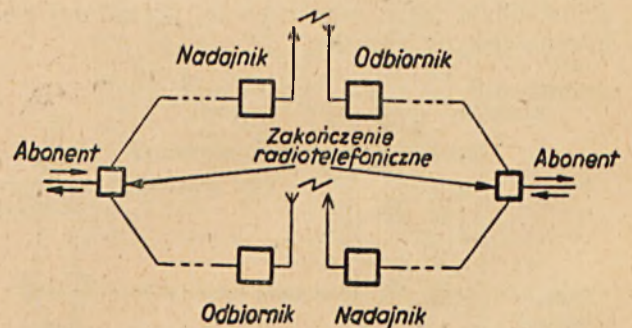 Nadajnik
Odbiornik
Zakończenie
radiotelefoniczne
Abonent
Abonent
Odbiornik
Nadajnik